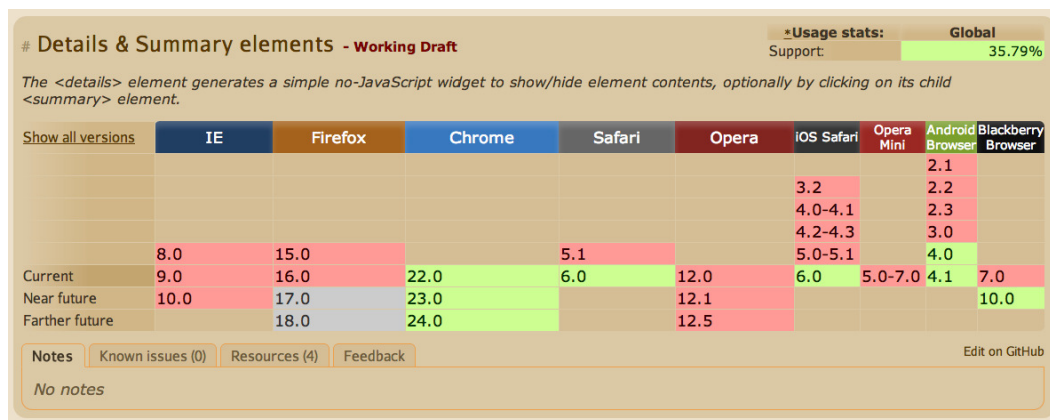 # Details & Summary elements - Working Draft
*Usage stats: Global
Support: 35.79%
The <details> element generates a simple no-JavaScript widget to show/hide element contents, optionally by clicking on its child
<summary> element.
Show all versions IE Firefox Chrome Safari Opera iOS Safari Opera Mini Android Browser Blackberry Browser
2.1
3.2 2.2
4.0-4.1 2.3
4.2-4.3 3.0
8.0 15.0 5.1 5.0-5.1 4.0
Current 9.0 16.0 22.0 6.0 12.0 6.0 5.0-7.0 4.1 7.0
Near future 10.0 17.0 23.0 12.1 10.0
Farther future 18.0 24.0 12.5
Notes Known issues (0) Resources (4) Feedback Edit on GitHub
No notes